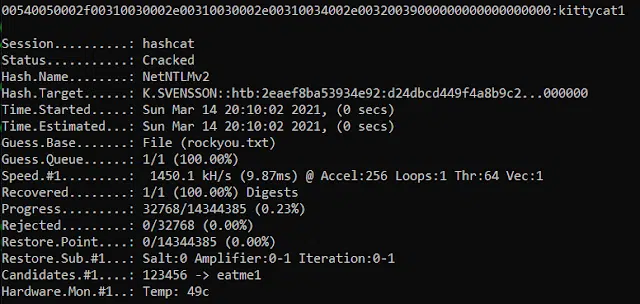 00540050002f00310030002e00310030002e00310034002e00320039000000000000000000:kittycat1
Session..........: hashcat
Status...........: Cracked
Hash.Name........: NetNTLMv2
Hash.Target......: K.SVENSSON::htb:2eaef8ba53934e92:d24dbcd449f4a8b9c2...000000
Time.Started.....: Sun Mar 14 20:10:02 2021, (0 secs)
Time.Estimated...: Sun Mar 14 20:10:02 2021, (0 secs)
Guess.Base.......: File (rockyou.txt)
Guess.Queue......: 1/1 (100.00%)
Speed.#1.........:  1450.1 kH/s (9.87ms) @ Accel:256 Loops:1 Thr:64 Vec:1
Recovered........: 1/1 (100.00%) Digests
Progress.........: 32768/14344385 (0.23%)
Rejected.........: 0/32768 (0.00%)
Restore.Point....: 0/14344385 (0.00%)
Restore.Sub.#1...: Salt:0 Amplifier:0-1 Iteration:0-1
Candidates.#1....: 123456 -> eatme1
Hardware.Mon.#1..: Temp: 49c